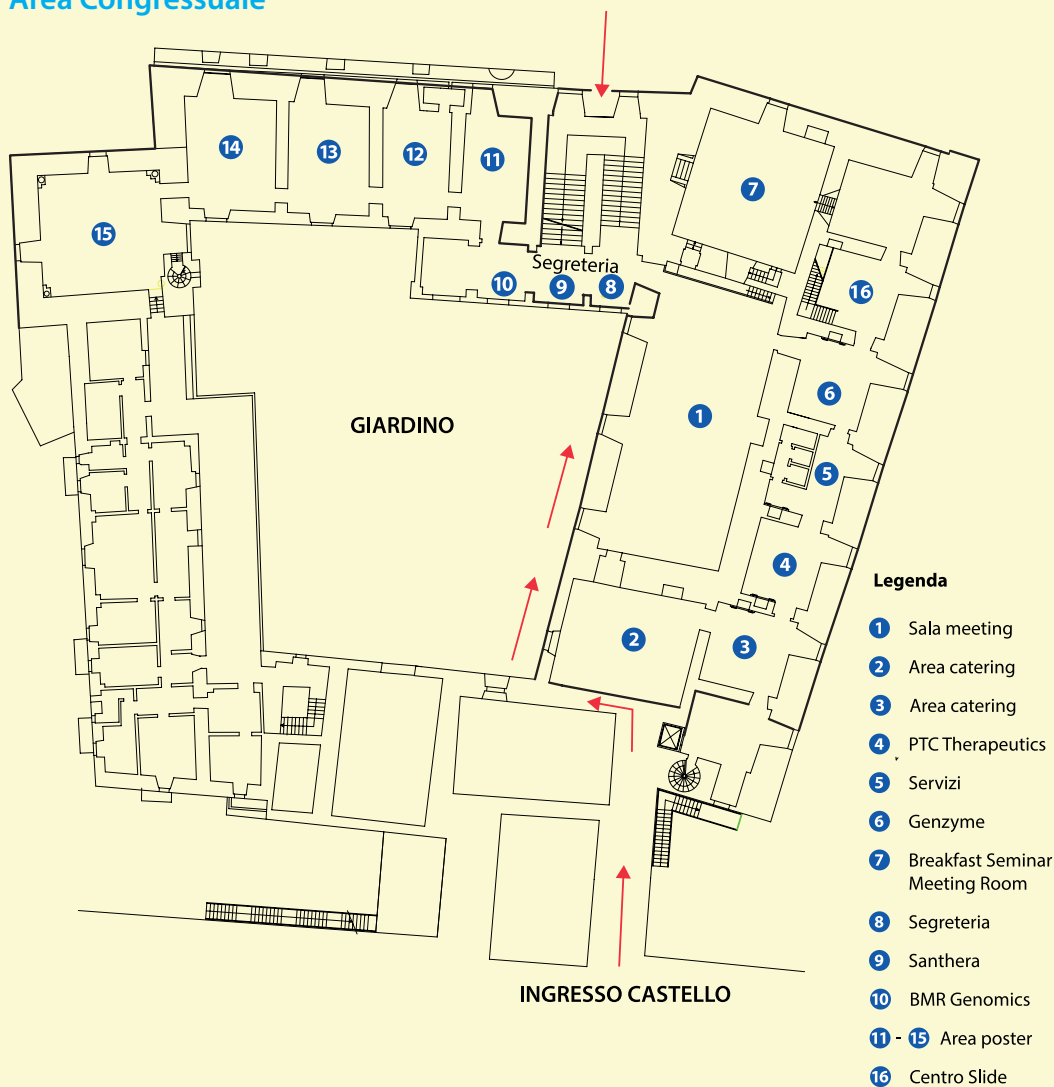 Area Congressuale
14
13
12
11
7
15
Segreteria
10
9
8
16
6
GIARDINO
1
5
4
2
3
INGRESSO CASTELLO
Legenda
1 Sala meeting
2 Area catering
3 Area catering
4 PTC Therapeutics
5 Servizi
6 Genzyme
7 Breakfast Seminar
Meeting Room
8 Segreteria
9 Santhera
10 BMR Genomics
11 - 15 Area poster
16 Centro Slide